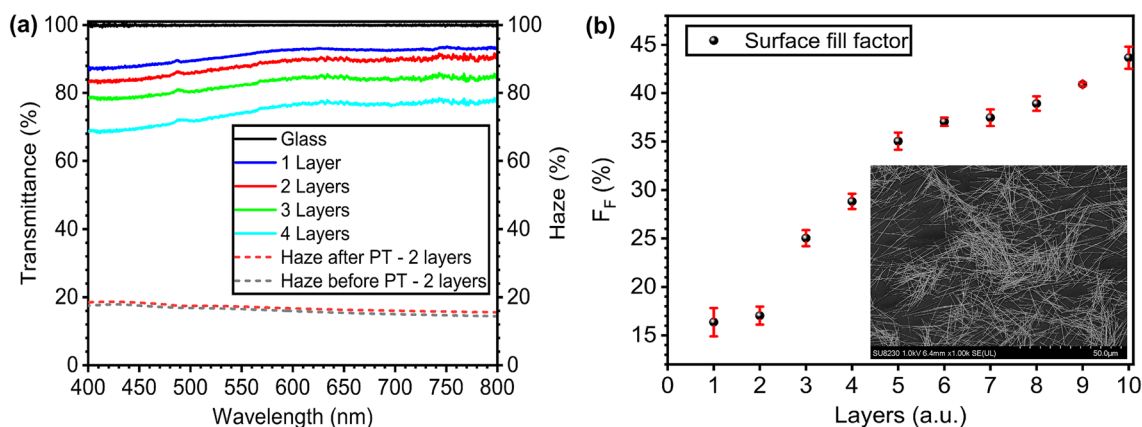 (a)
100
80
60
40
20
0
Transmittance (%)
Glass
1 Layer
2 Layers
3 Layers
4 Layers
Haze after PT - 2 layers
Haze before PT - 2 layers
100
80
60
40
20
0
Haze (%)
400 450 500 550 600 650 700 750 800
Wavelength (nm)
(b)
45
40
35
30
25
20
15
F_F (%)
Surface fill factor
SU8230 1.0kV 6.4mm x1.00k SE(UL) 50.0μm
0 1 2 3 4 5 6 7 8 9 10
Layers (a.u.)